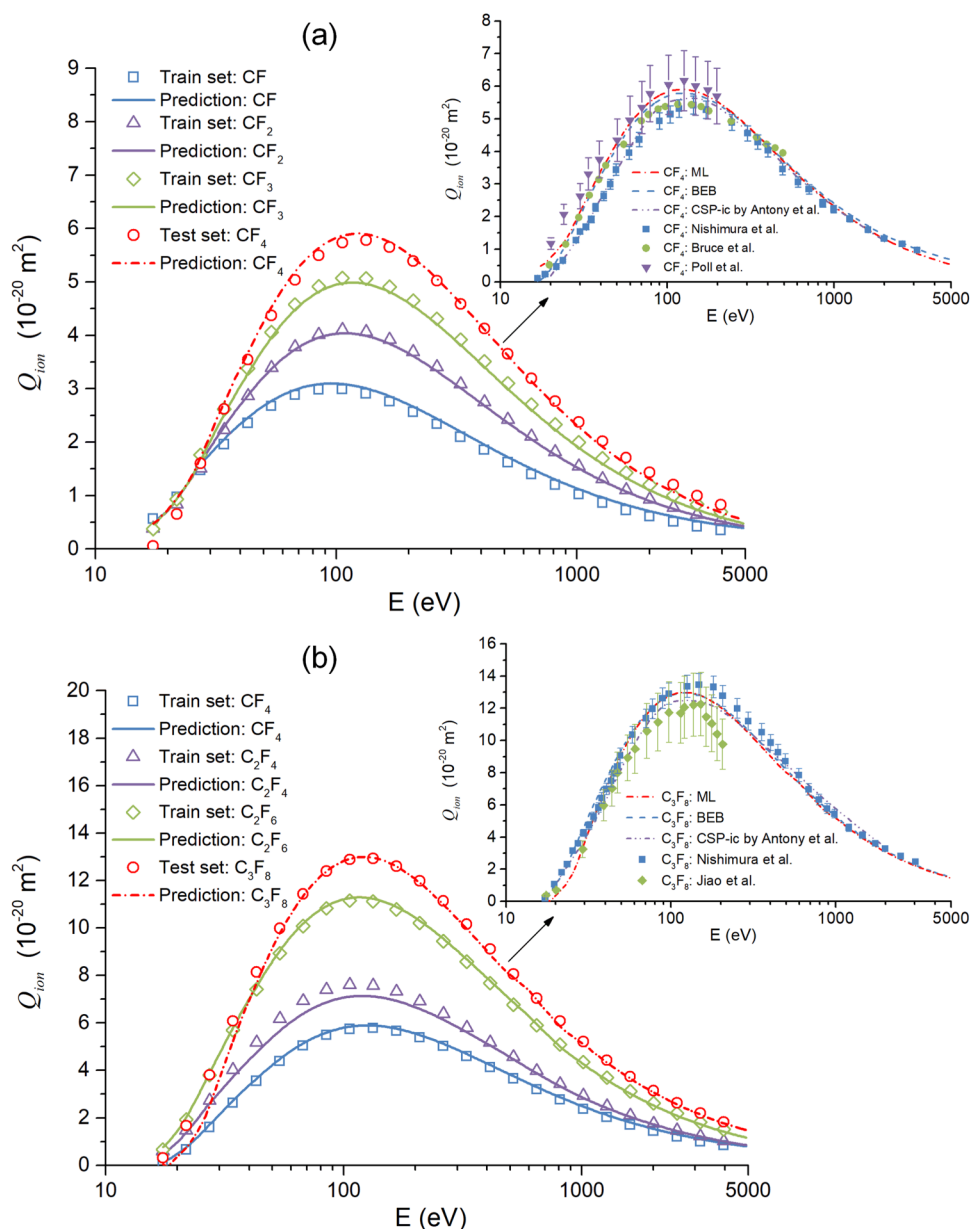 (a)
9
8
7
6
5
4
3
2
1
0
Q_ion (10⁻²⁰ m²)
Train set: CF
Prediction: CF
Train set: CF₂
Prediction: CF₂
Train set: CF₃
Prediction: CF₃
Test set: CF₄
Prediction: CF₄
10 100 1000 5000
E (eV)
8
7
6
5
4
3
2
1
0
Q_ion (10⁻²⁰ m²)
CF₄: ML
CF₄: BEB
CF₄: CSP-ic by Antony et al.
CF₄: Nishimura et al.
CF₄: Bruce et al.
CF₄: Poll et al.
10 100 1000 5000
E (eV)
(b)
20
18
16
14
12
10
8
6
4
2
0
Q_ion (10⁻²⁰ m²)
Train set: CF₄
Prediction: CF₄
Train set: C₂F₄
Prediction: C₂F₄
Train set: C₂F₆
Prediction: C₂F₆
Test set: C₃F₈
Prediction: C₃F₈
10 100 1000 5000
E (eV)
16
14
12
10
8
6
4
2
0
Q_ion (10⁻²⁰ m²)
C₃F₈: ML
C₃F₈: BEB
C₃F₈: CSP-ic by Antony et al.
C₃F₈: Nishimura et al.
C₃F₈: Jiao et al.
10 100 1000 5000
E (eV)